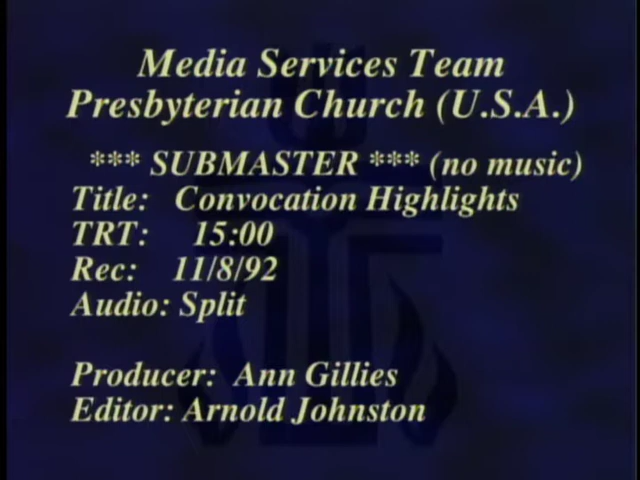 Media Services Team
Presbyterian Church (U.S.A.)
*** SUBMASTER *** (no music)
Title: Convocation Highlights
TRT: 15:00
Rec: 11/8/92
Audio: Split
Producer: Ann Gillies
Editor: Arnold Johnston